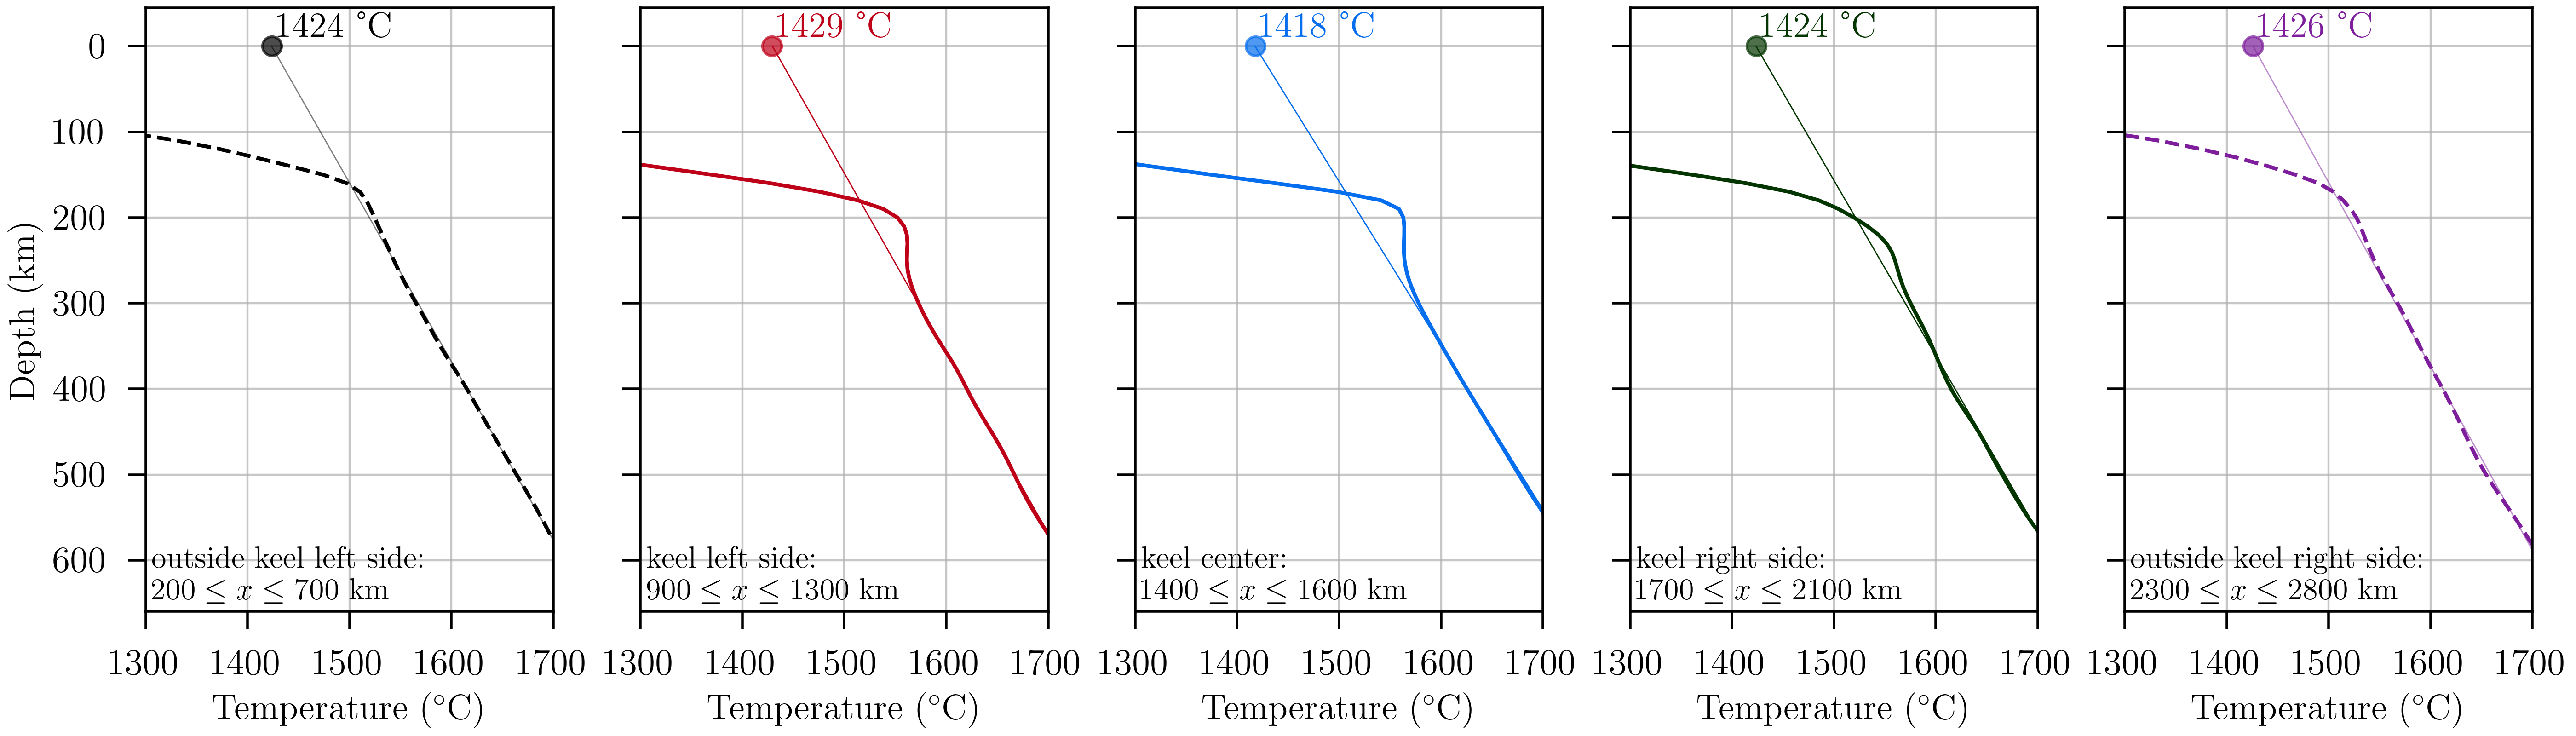 1424 °C
1429 °C
1418 °C
1424 °C
1426 °C
Depth (km)
0
100
200
300
400
500
600
outside keel left side:
200 ≤ x ≤ 700 km
keel left side:
900 ≤ x ≤ 1300 km
keel center:
1400 ≤ x ≤ 1600 km
keel right side:
1700 ≤ x ≤ 2100 km
outside keel right side:
2300 ≤ x ≤ 2800 km
1300 1400 1500 1600 1700
1300 1400 1500 1600 1700
1300 1400 1500 1600 1700
1300 1400 1500 1600 1700
1300 1400 1500 1600 1700
Temperature (°C)
Temperature (°C)
Temperature (°C)
Temperature (°C)
Temperature (°C)